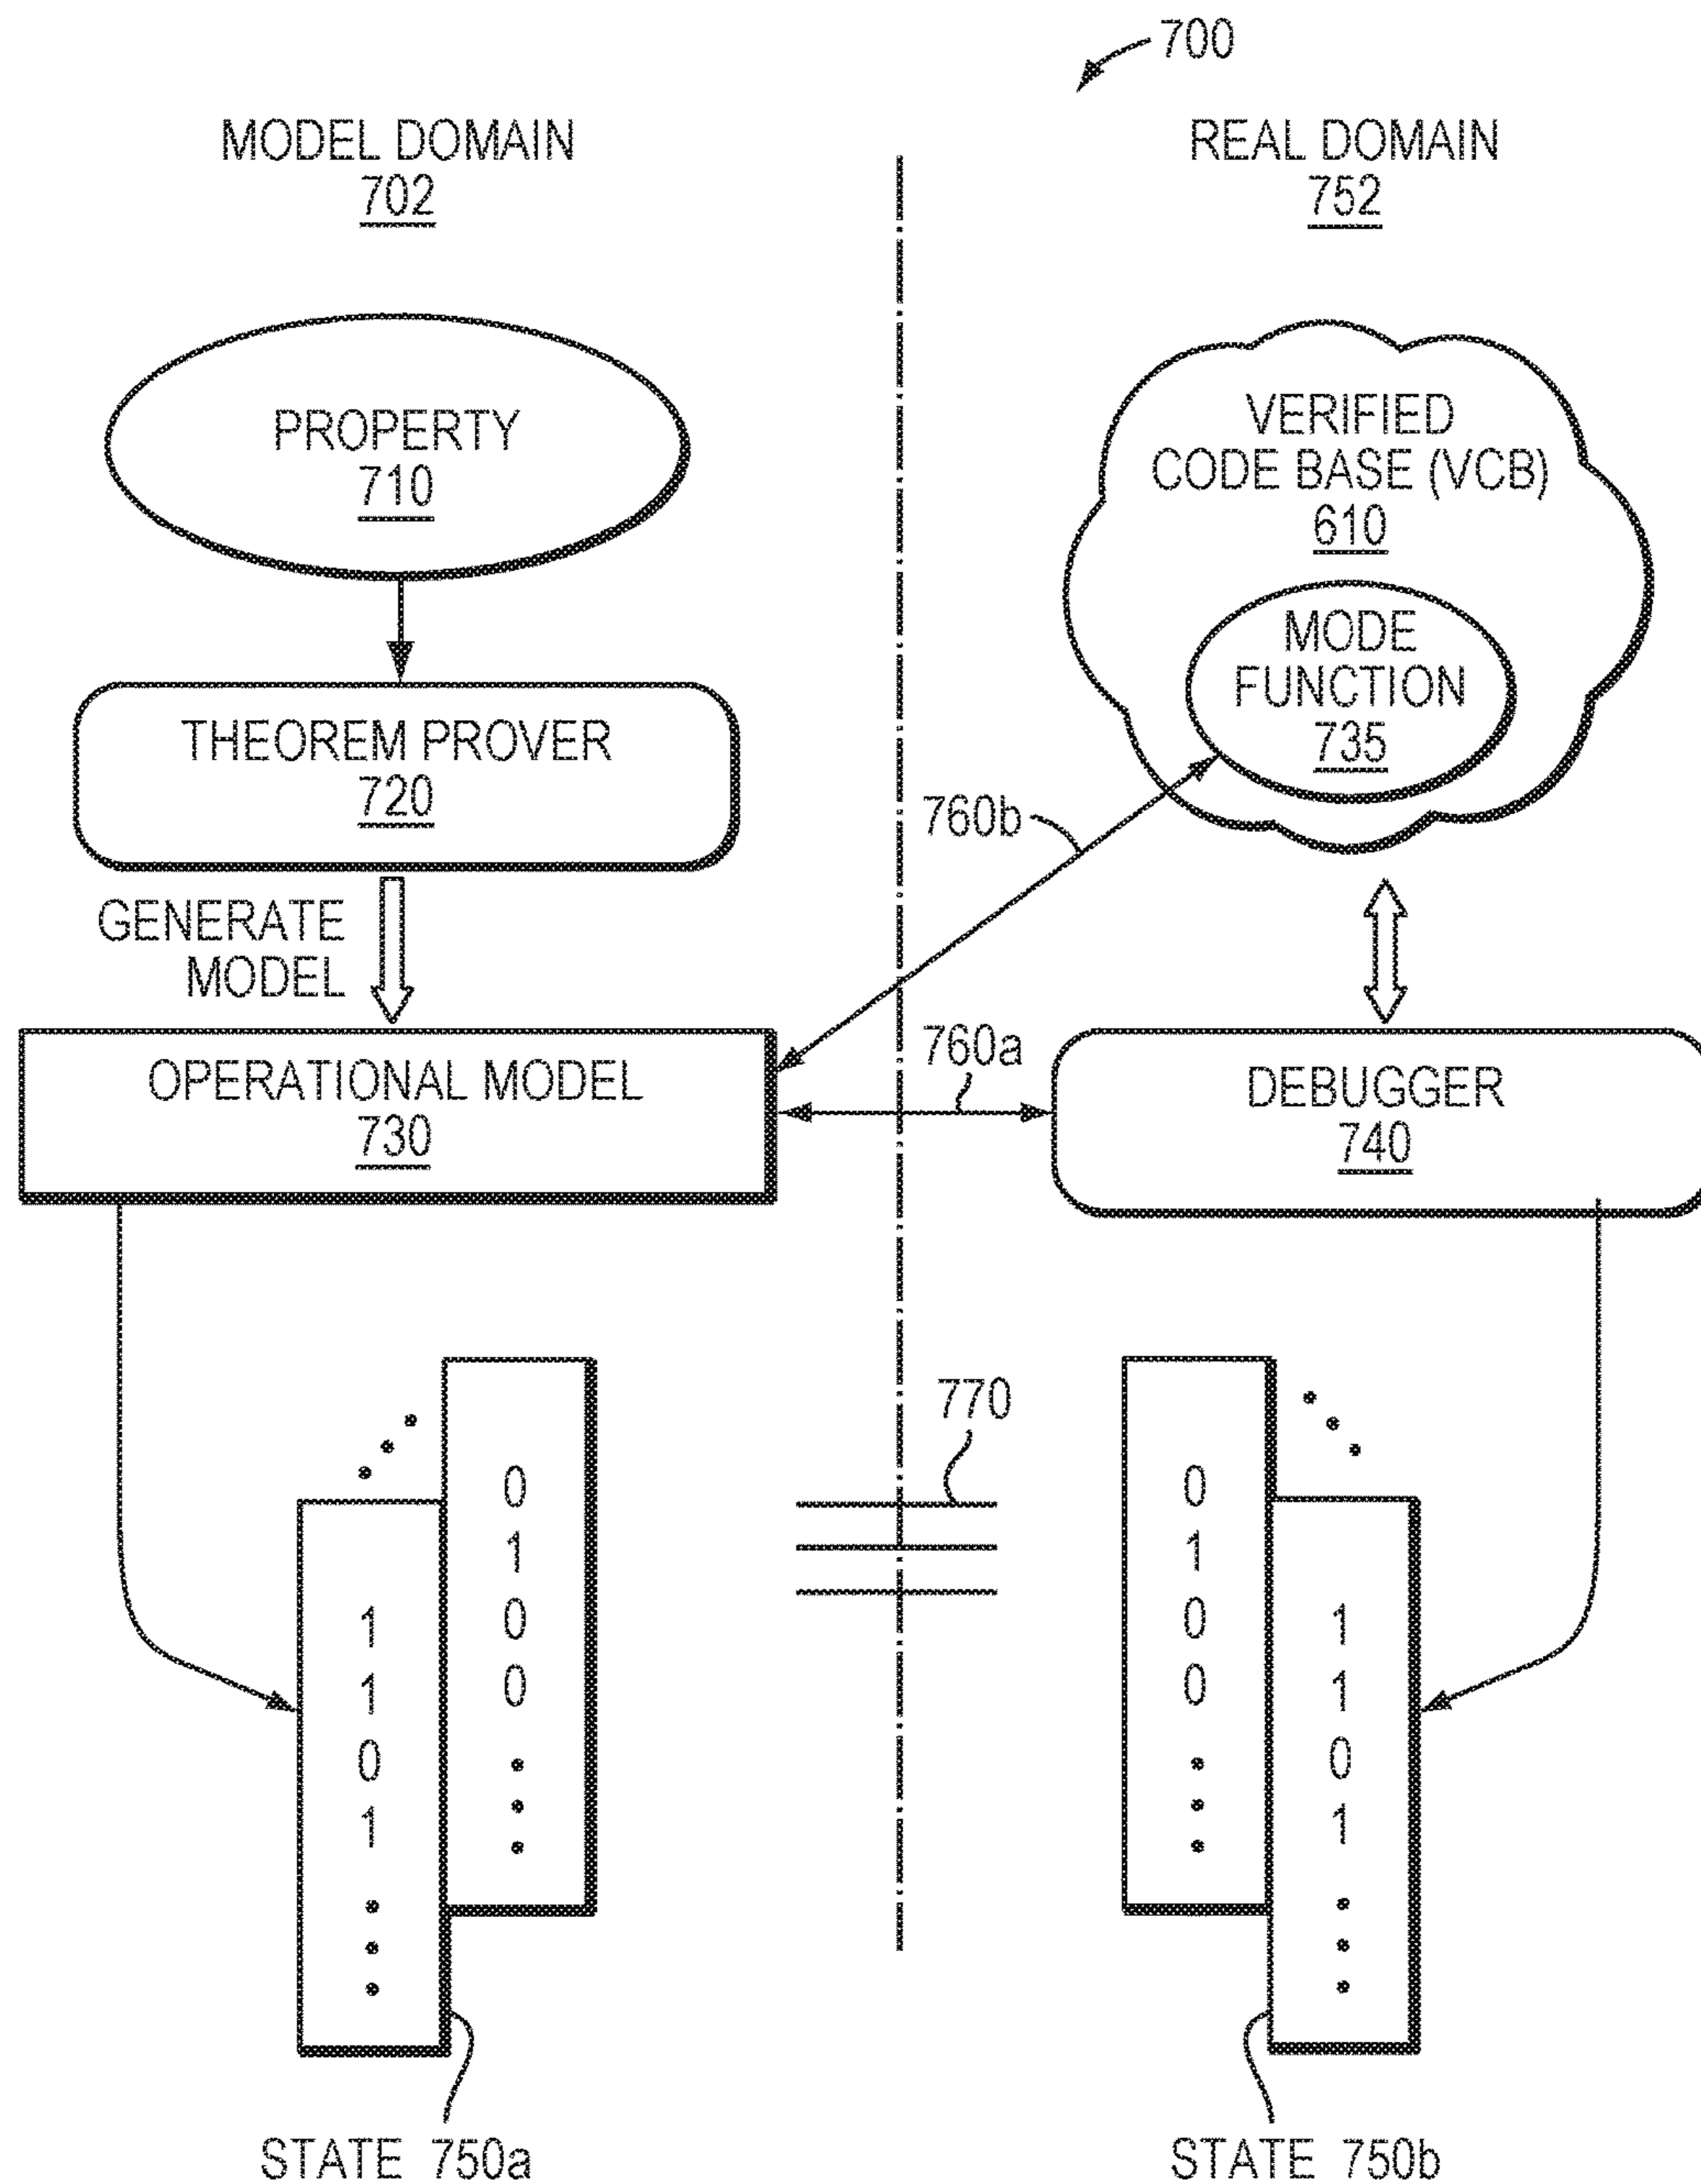 700
MODEL DOMAIN
702
REAL DOMAIN
752
PROPERTY
710
VERIFIED
CODE BASE (VCB)
610
MODE
FUNCTION
735
THEOREM PROVER
720
760b
GENERATE
MODEL
OPERATIONAL MODEL
730
760a
DEBUGGER
740
770
0
1
0
0
1
1
0
1
0
1
0
0
1
1
0
1
STATE 750a
STATE 750b